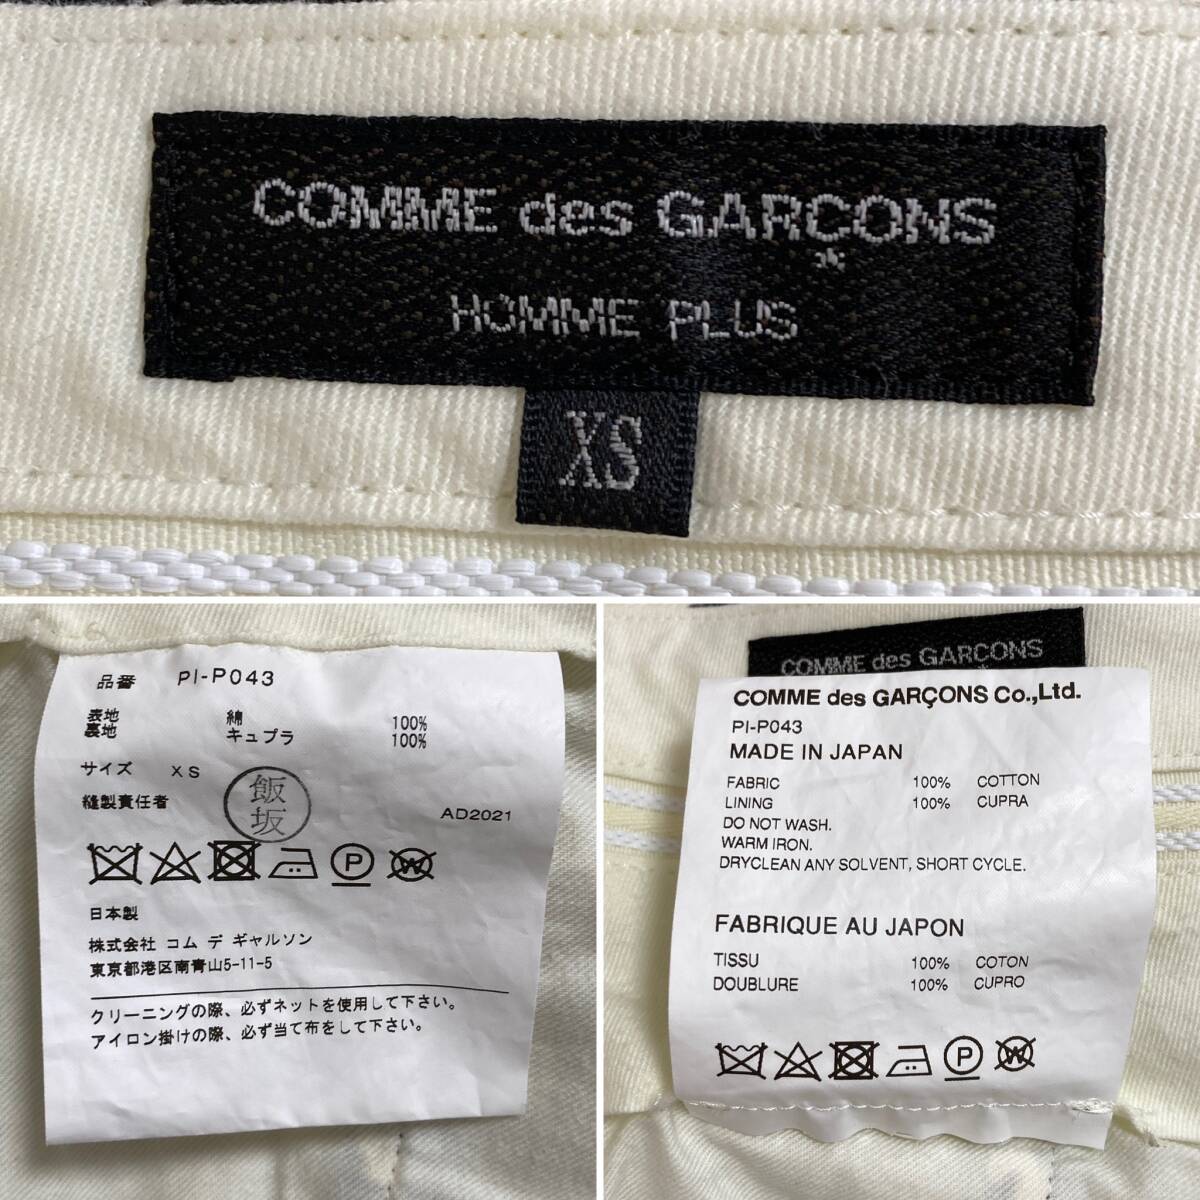 COMME des GARÇONS
HOMME PLUS
XS
品番 PI-P043
表地 綿 100%
裏地 キュプラ 100%
サイズ XS
縫製責任者 飯坂 AD2021
P W
日本製
株式会社 コム デ ギャルソン
東京都港区南青山5-11-5
クリーニングの際、必ずネットを使用して下さい。
アイロン掛けの際、必ず当て布をして下さい。
COMME des GARÇONS
COMME des GARÇONS Co.,Ltd.
PI-P043
MADE IN JAPAN
FABRIC 100% COTTON
LINING 100% CUPRA
DO NOT WASH.
WARM IRON.
DRYCLEAN ANY SOLVENT, SHORT CYCLE.
FABRIQUE AU JAPON
TISSU 100% COTON
DOUBLURE 100% CUPRO
P W